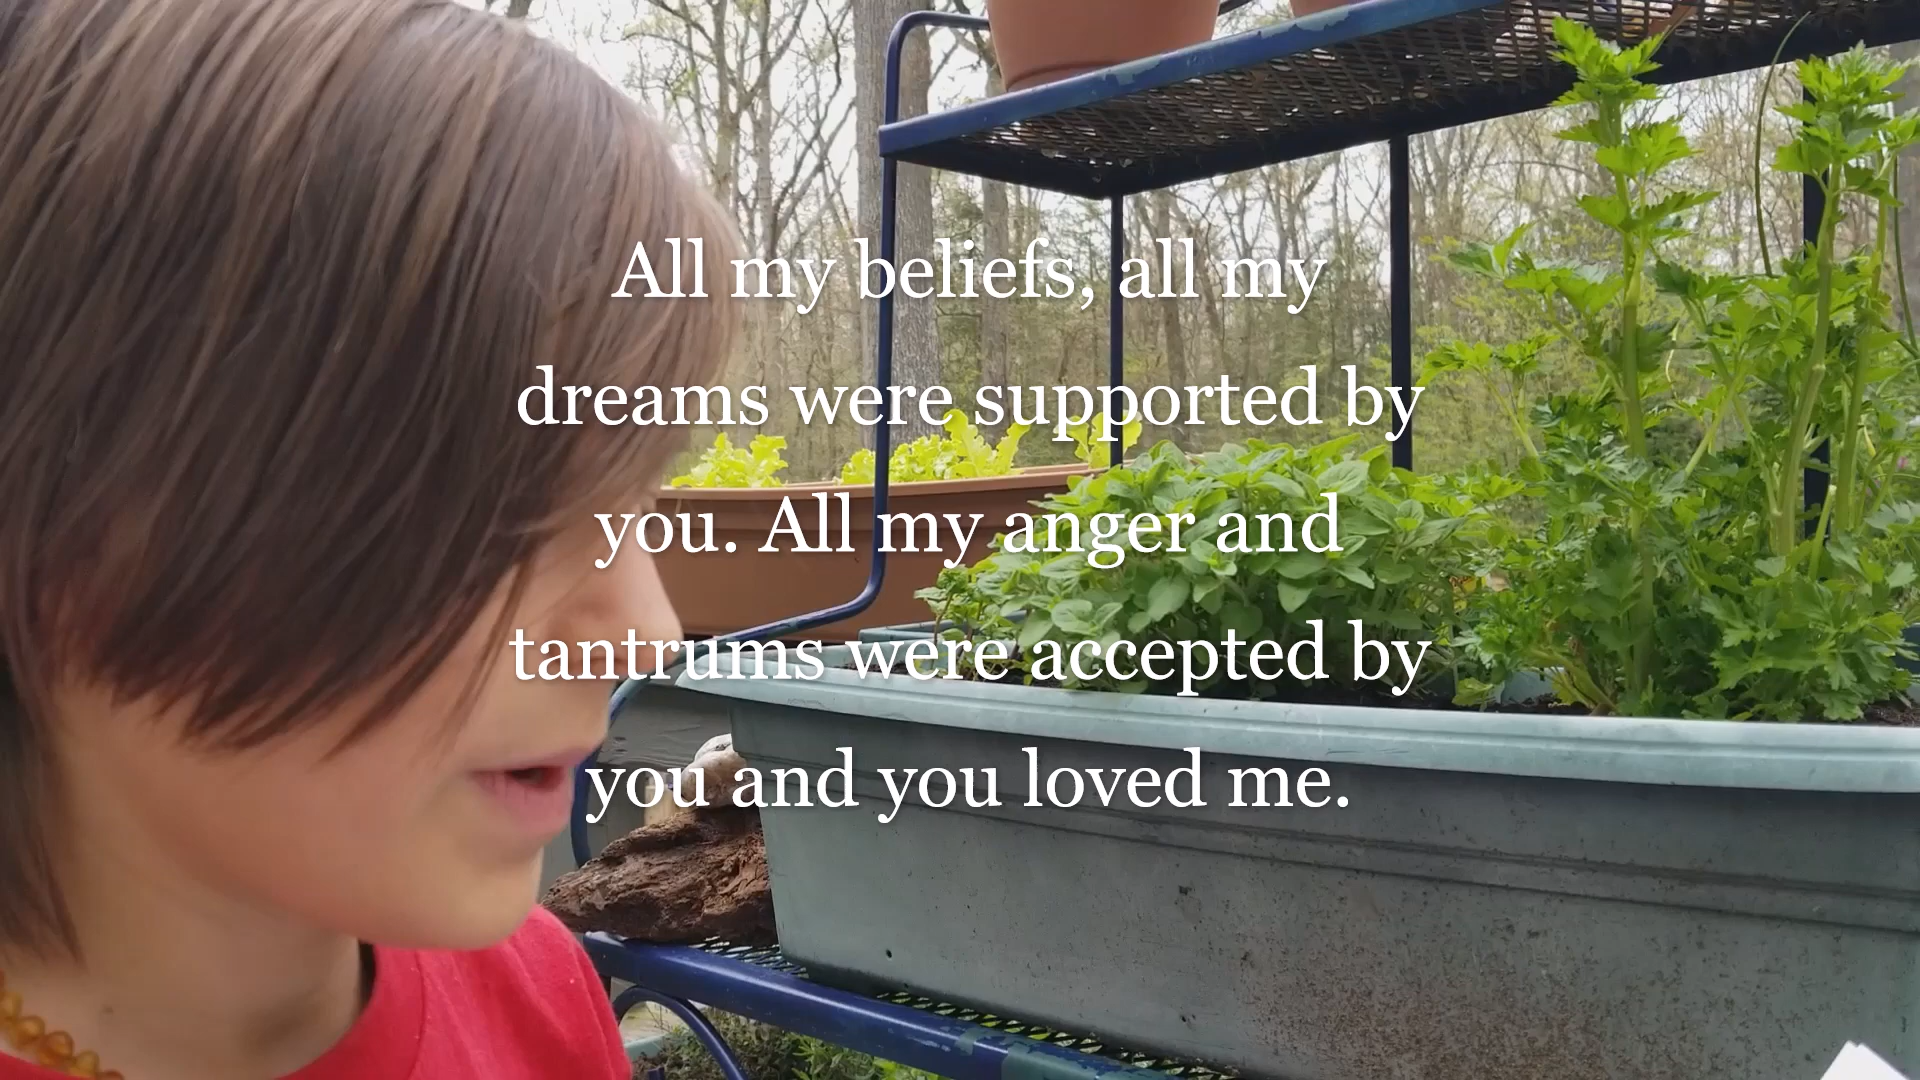 All my beliefs, all my
dreams were supported by
you. All my anger and
tantrums were accepted by
you and you loved me.